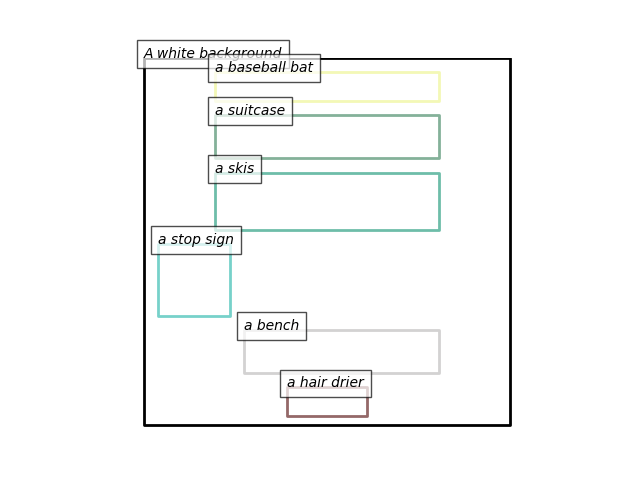 A white background
a baseball bat
a suitcase
a skis
a stop sign
a bench
a hair drier